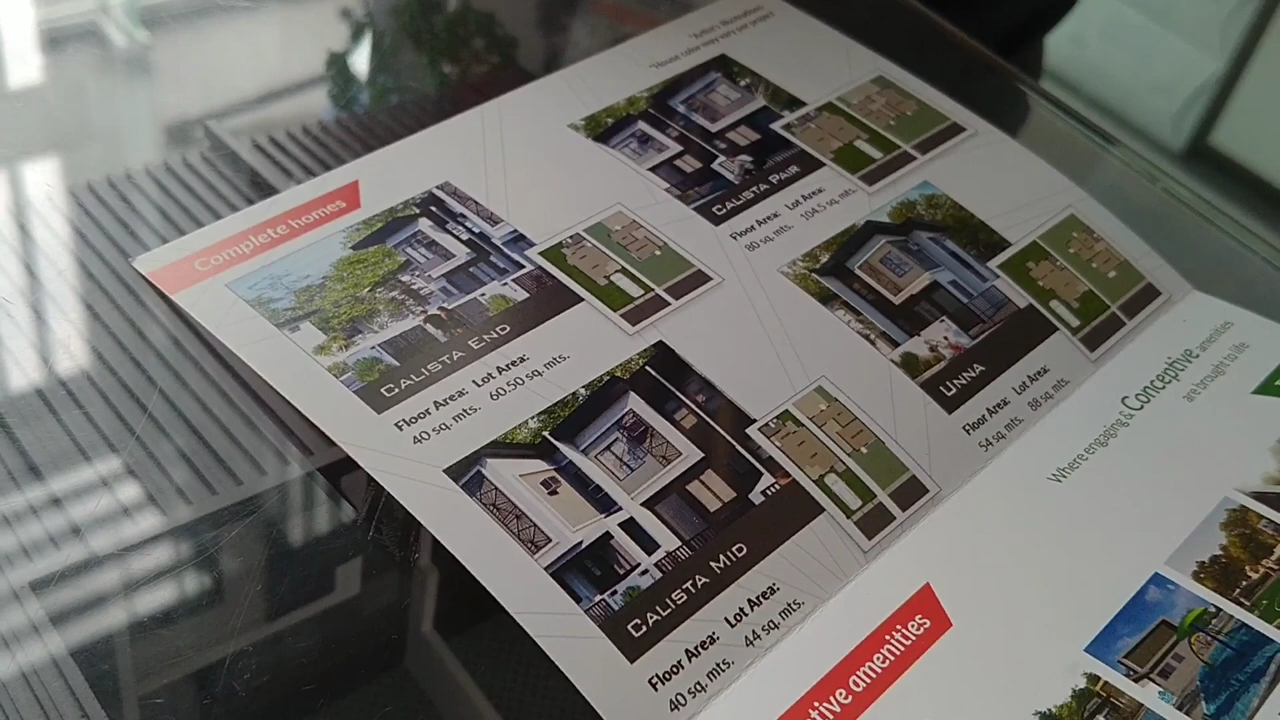 *Artist's Illustrations
*House color may vary per project
Complete homes
CALISTA END
Floor Area: Lot Area:
40 sq. mts. 60.50 sq. mts.
CALISTA PAIR
Floor Area: Lot Area:
80 sq. mts. 104.5 sq. mts.
CALISTA MID
Floor Area: Lot Area:
40 sq. mts. 44 sq. mts.
LINNA
Floor Area: Lot Area:
54 sq. mts. 88 sq. mts.
Where engaging & Conceptive amenities
are brought to life
tive amenities